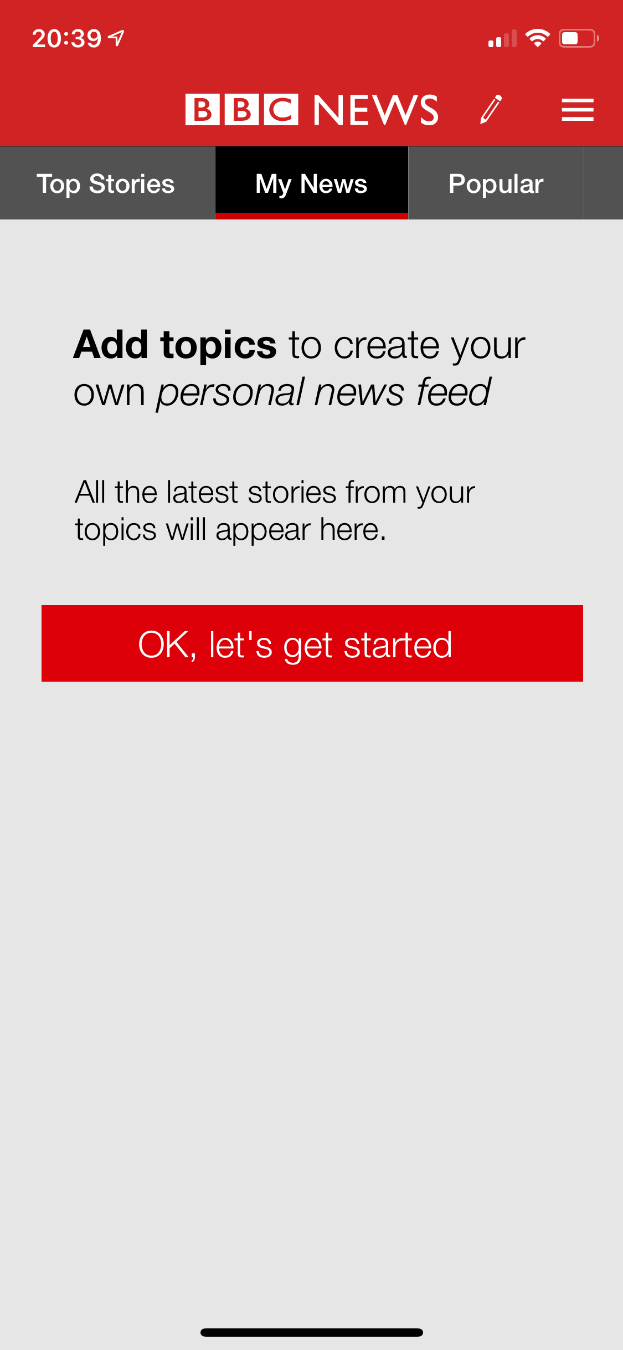 20:39
BBC NEWS
Top Stories My News Popular
Add topics to create your
own personal news feed
All the latest stories from your
topics will appear here.
OK, let's get started